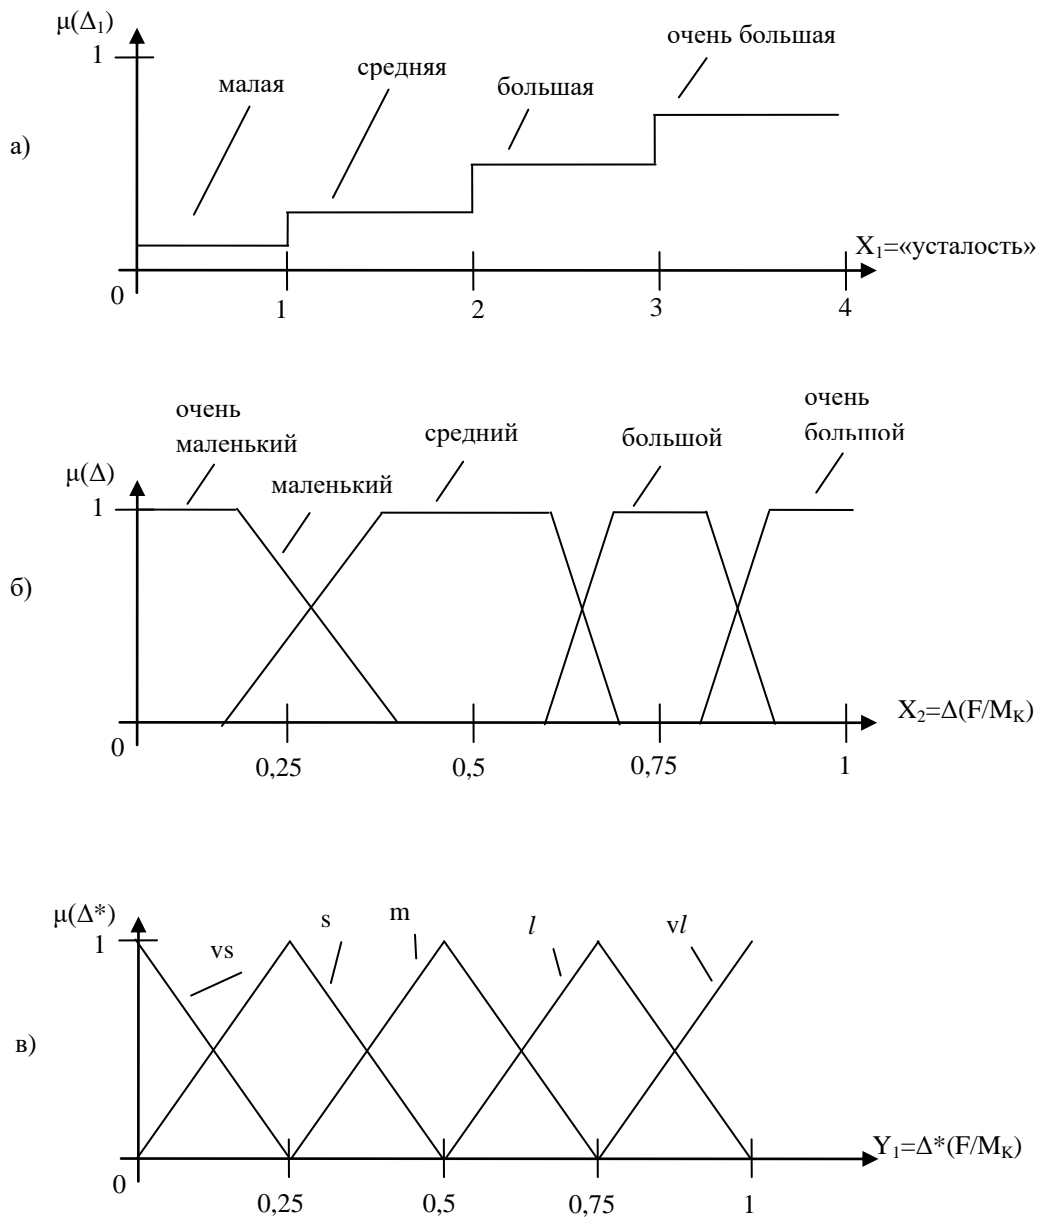 μ(Δ₁)
1
малая
средняя
большая
очень большая
а)
X₁=«усталость»
0
1
2
3
4
очень
маленький
маленький
средний
большой
очень
большой
μ(Δ)
1
б)
X₂=Δ(F/Mₖ)
0
0,25
0,5
0,75
1
μ(Δ*)
1
vs
s
m
l
vl
в)
Y₁=Δ*(F/Mₖ)
0
0,25
0,5
0,75
1